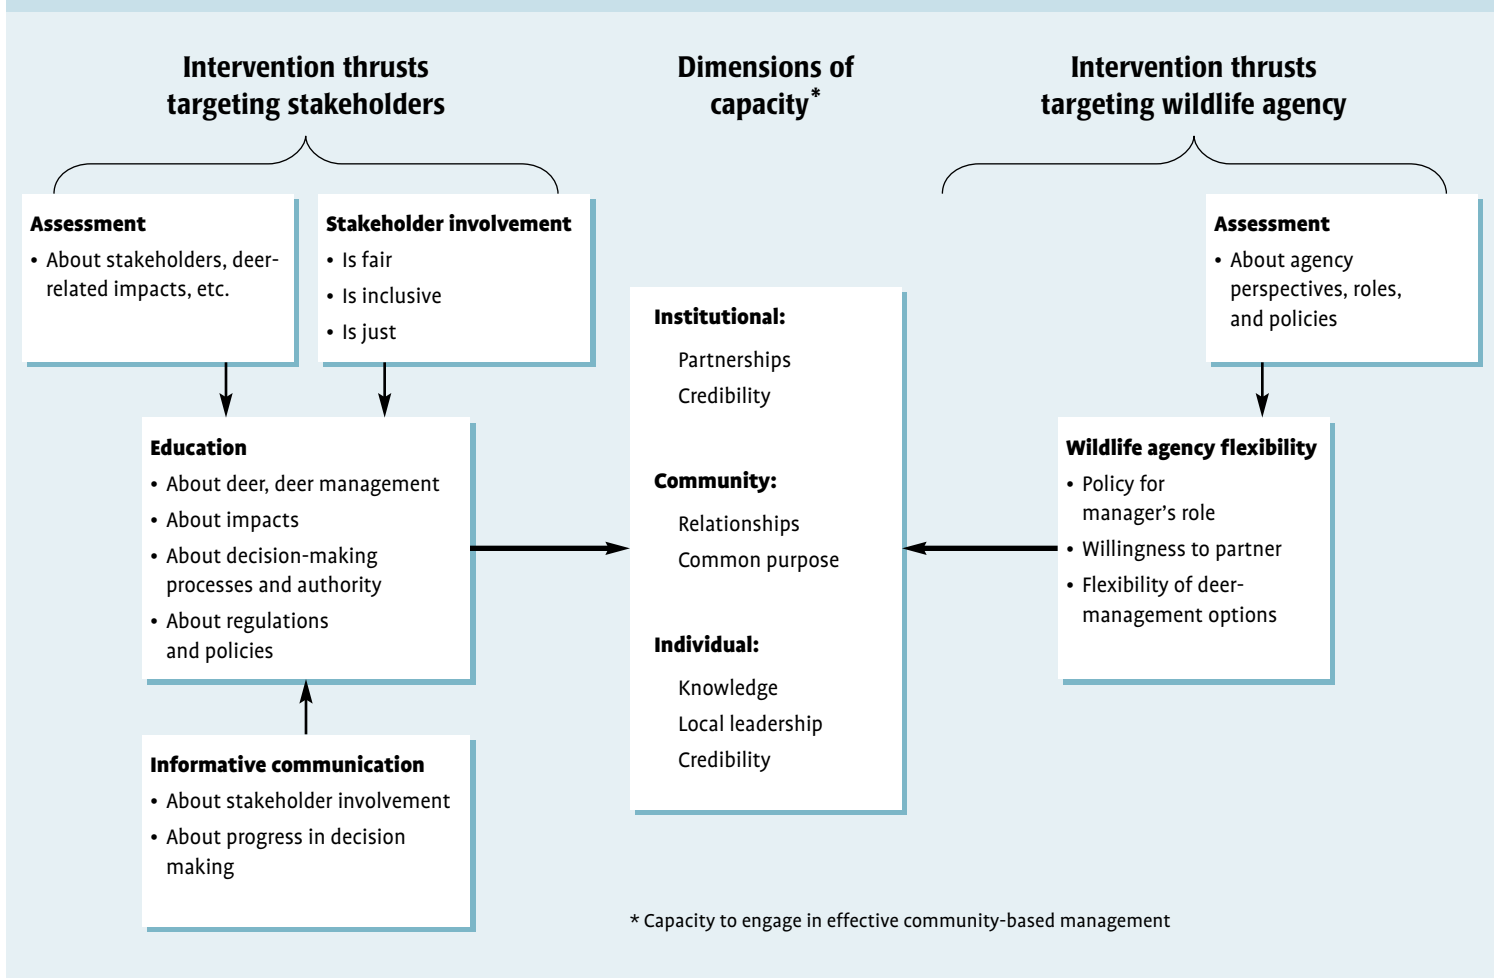 Intervention thrusts
targeting stakeholders
Dimensions of
capacity*
Intervention thrusts
targeting wildlife agency
Assessment
• About stakeholders, deer-
related impacts, etc.
Stakeholder involvement
• Is fair
• Is inclusive
• Is just
Education
• About deer, deer management
• About impacts
• About decision-making
processes and authority
• About regulations
and policies
Informative communication
• About stakeholder involvement
• About progress in decision
making
Institutional:
Partnerships
Credibility
Community:
Relationships
Common purpose
Individual:
Knowledge
Local leadership
Credibility
Assessment
• About agency
perspectives, roles,
and policies
Wildlife agency flexibility
• Policy for
manager’s role
• Willingness to partner
• Flexibility of deer-
management options
* Capacity to engage in effective community-based management